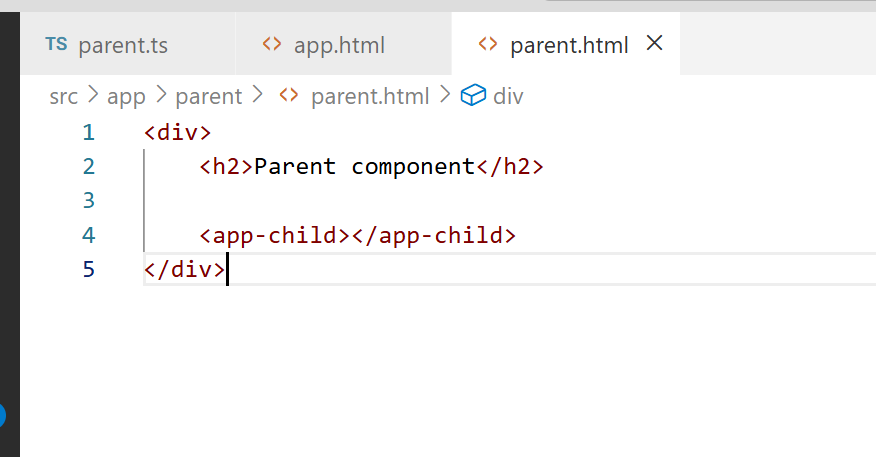 TS parent.ts <> app.html <> parent.html
src > app > parent > <> parent.html > div
1 <div>
2 <h2>Parent component</h2>
3
4 <app-child></app-child>
5 </div>